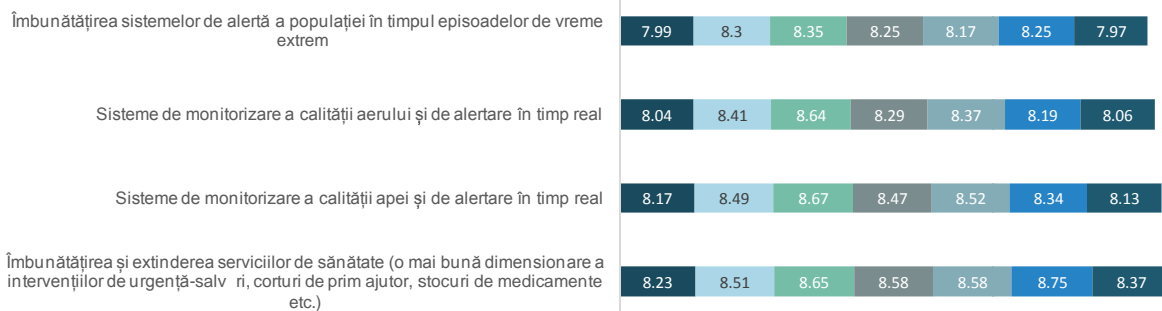 Îmbunătățirea sistemelor de alertă a populației în timpul episoadelor de vreme
extrem
7.99 8.3 8.35 8.25 8.17 8.25 7.97
Sisteme de monitorizare a calității aerului și de alertare în timp real
8.04 8.41 8.64 8.29 8.37 8.19 8.06
Sisteme de monitorizare a calității apei și de alertare în timp real
8.17 8.49 8.67 8.47 8.52 8.34 8.13
Îmbunătățirea și extinderea serviciilor de sănătate (o mai bună dimensionare a
intervențiilor de urgență-salv ri, corturi de prim ajutor, stocuri de medicamente
etc.)
8.23 8.51 8.65 8.58 8.58 8.75 8.37